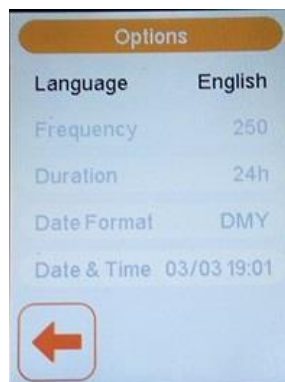 Options
Language English
Frequency 250
Duration 24h
Date Format DMY
Date & Time 03/03 19:01